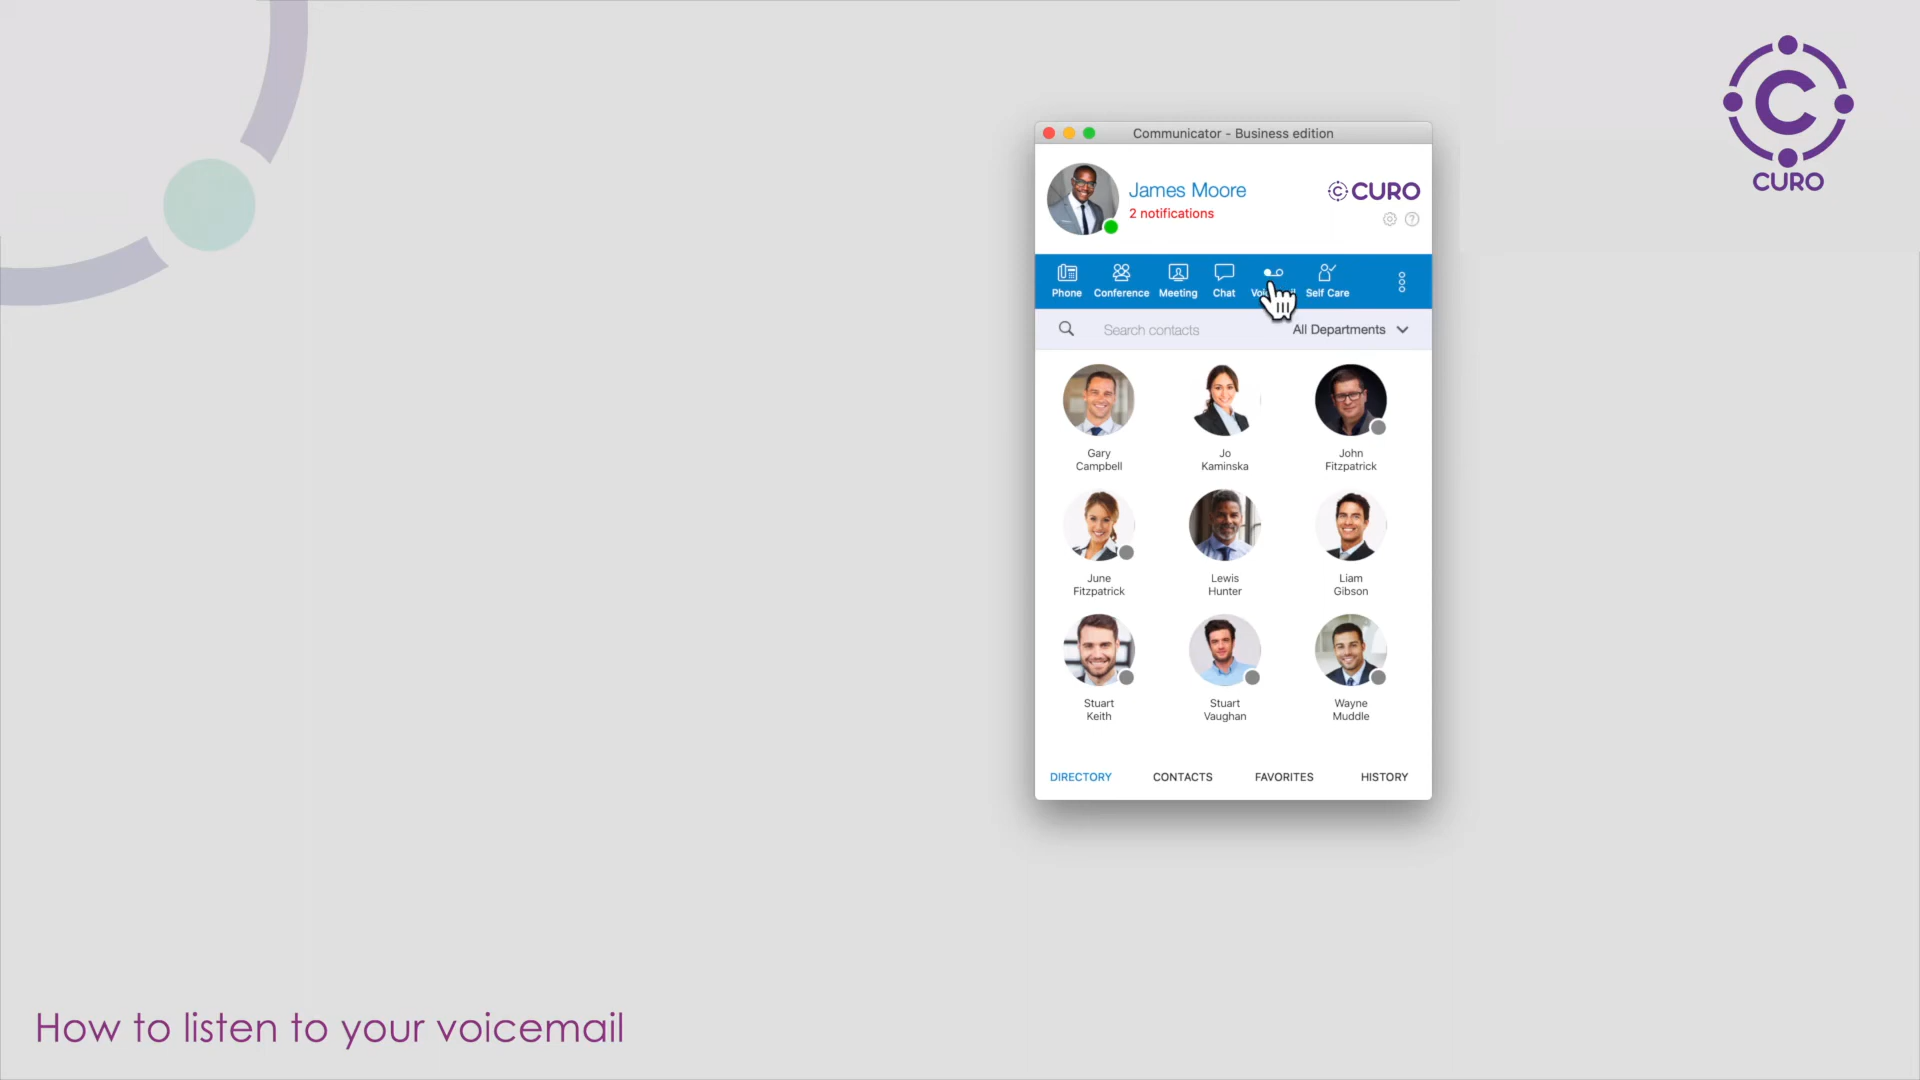 C
CURO
Communicator - Business edition
James Moore
2 notifications
CURO
Phone
Conference
Meeting
Chat
Self Care
Search contacts
All Departments
Gary
Campbell
Jo
Kaminska
John
Fitzpatrick
June
Fitzpatrick
Lewis
Hunter
Liam
Gibson
Stuart
Keith
Stuart
Vaughan
Wayne
Muddle
DIRECTORY
CONTACTS
FAVORITES
HISTORY
How to listen to your voicemail